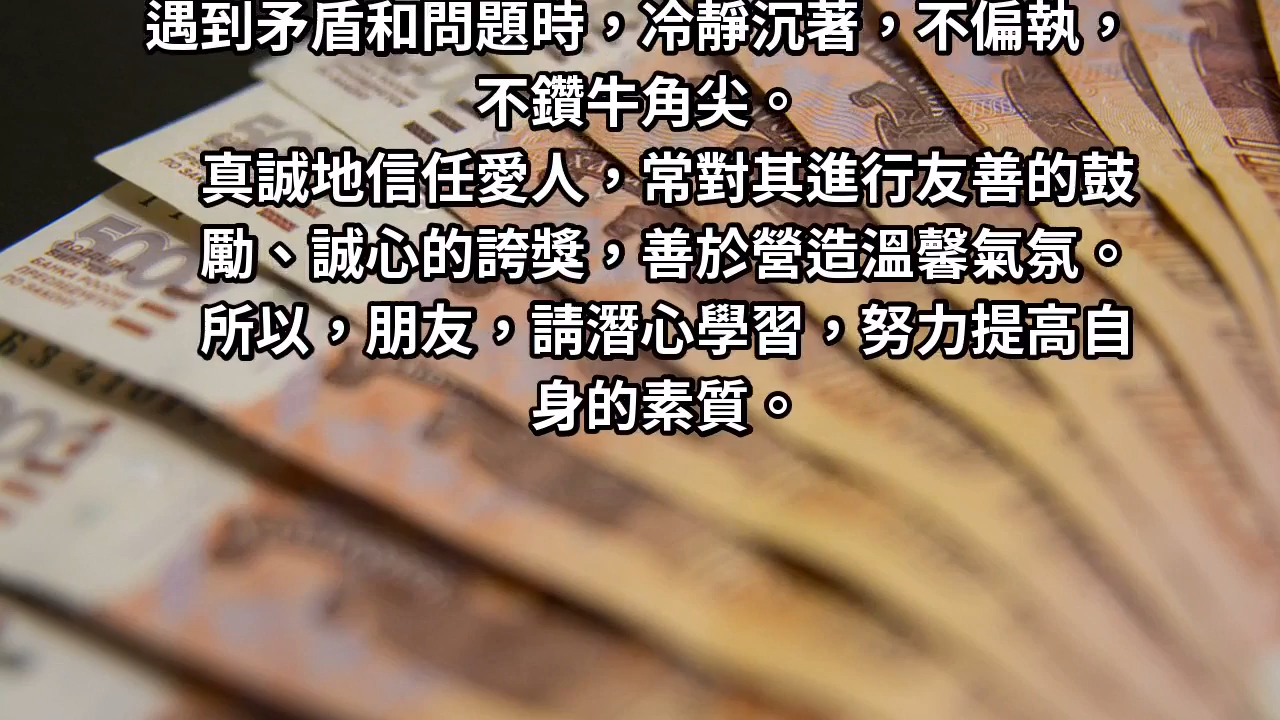 遇到矛盾和問題時，冷靜沉著，不偏執，
不鑽牛角尖。
真誠地信任愛人，常對其進行友善的鼓
勵、誠心的誇獎，善於營造溫馨氣氛。
所以，朋友，請潛心學習，努力提高自
身的素質。